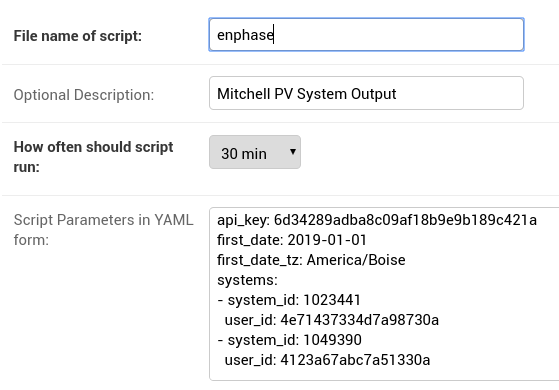 File name of script:
enphase
Optional Description:
Mitchell PV System Output
How often should script
run:
30 min
Script Parameters in YAML
form:
api_key: 6d34289adba8c09af18b9e9b189c421a
first_date: 2019-01-01
first_date_tz: America/Boise
systems:
- system_id: 1023441
  user_id: 4e71437334d7a98730a
- system_id: 1049390
  user_id: 4123a67abc7a51330a